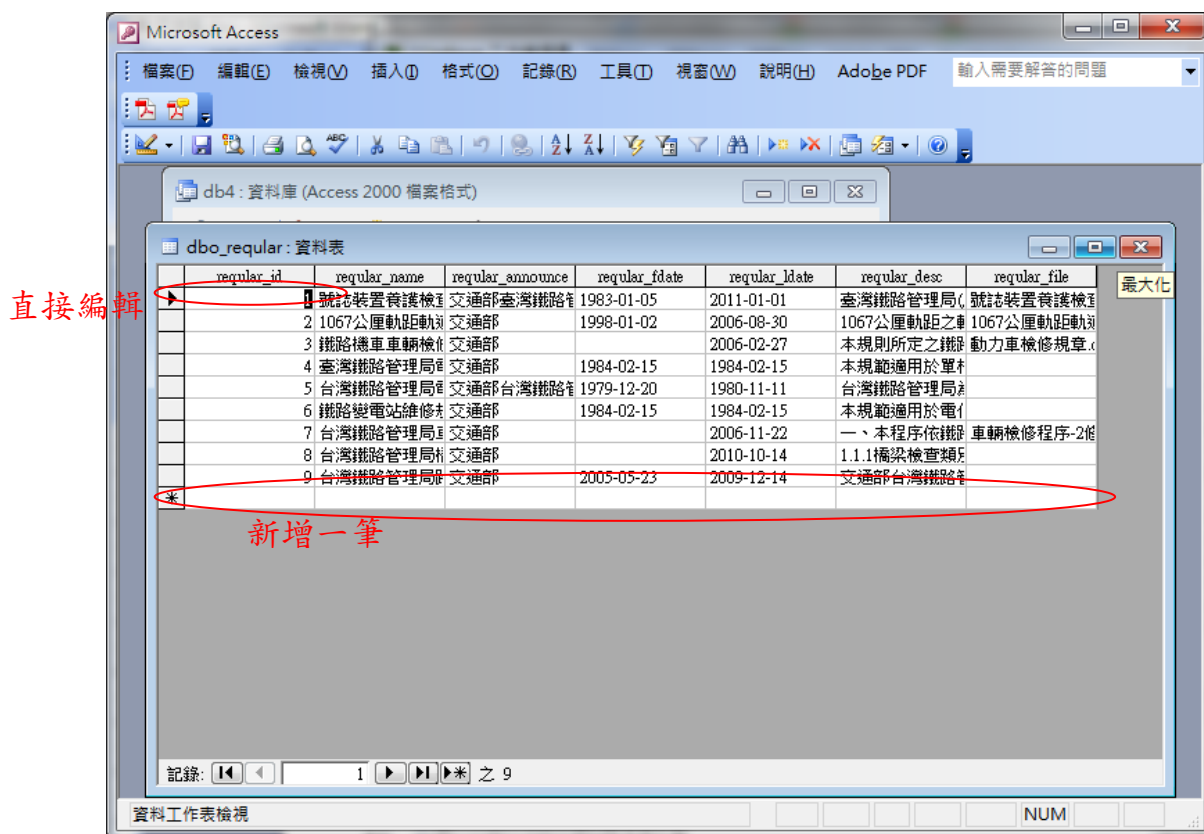 Microsoft Access
檔案(F) 編輯(E) 檢視(V) 插入(I) 格式(O) 記錄(R) 工具(T) 視窗(W) 說明(H) Adobe PDF 輸入需要解答的問題
db4 : 資料庫 (Access 2000 檔案格式)
dbo_reqular : 資料表
最大化
reqular_id reqular_name reqular_announce reqular_fdate reqular_ldate reqular_desc reqular_file
直接編輯
1 號誌裝置養護檢查 交通部臺灣鐵路管 1983-01-05 2011-01-01 臺灣鐵路管理局( 號誌裝置養護檢查
2 1067公厘軌距軌道 交通部 1998-01-02 2006-08-30 1067公厘軌距之軌 1067公厘軌距軌道
3 鐵路機車車輛檢修 交通部 2006-02-27 本規則所定之鐵路 動力車檢修規章.
4 臺灣鐵路管理局電 交通部 1984-02-15 1984-02-15 本規範適用於單相
5 台灣鐵路管理局 交通部台灣鐵路管 1979-12-20 1980-11-11 台灣鐵路管理局為
6 鐵路變電站維修 交通部 1984-02-15 1984-02-15 本規範適用於電
7 台灣鐵路管理局 交通部 2006-11-22 一、本程序依鐵路 車輛檢修程序-2修
8 台灣鐵路管理局 交通部 2010-10-14 1.1.1橋梁檢查類別
9 台灣鐵路管理局 交通部 2005-05-23 2009-12-14 交通部台灣鐵路管
新增一筆
記錄: 1 之 9
資料工作表檢視 NUM